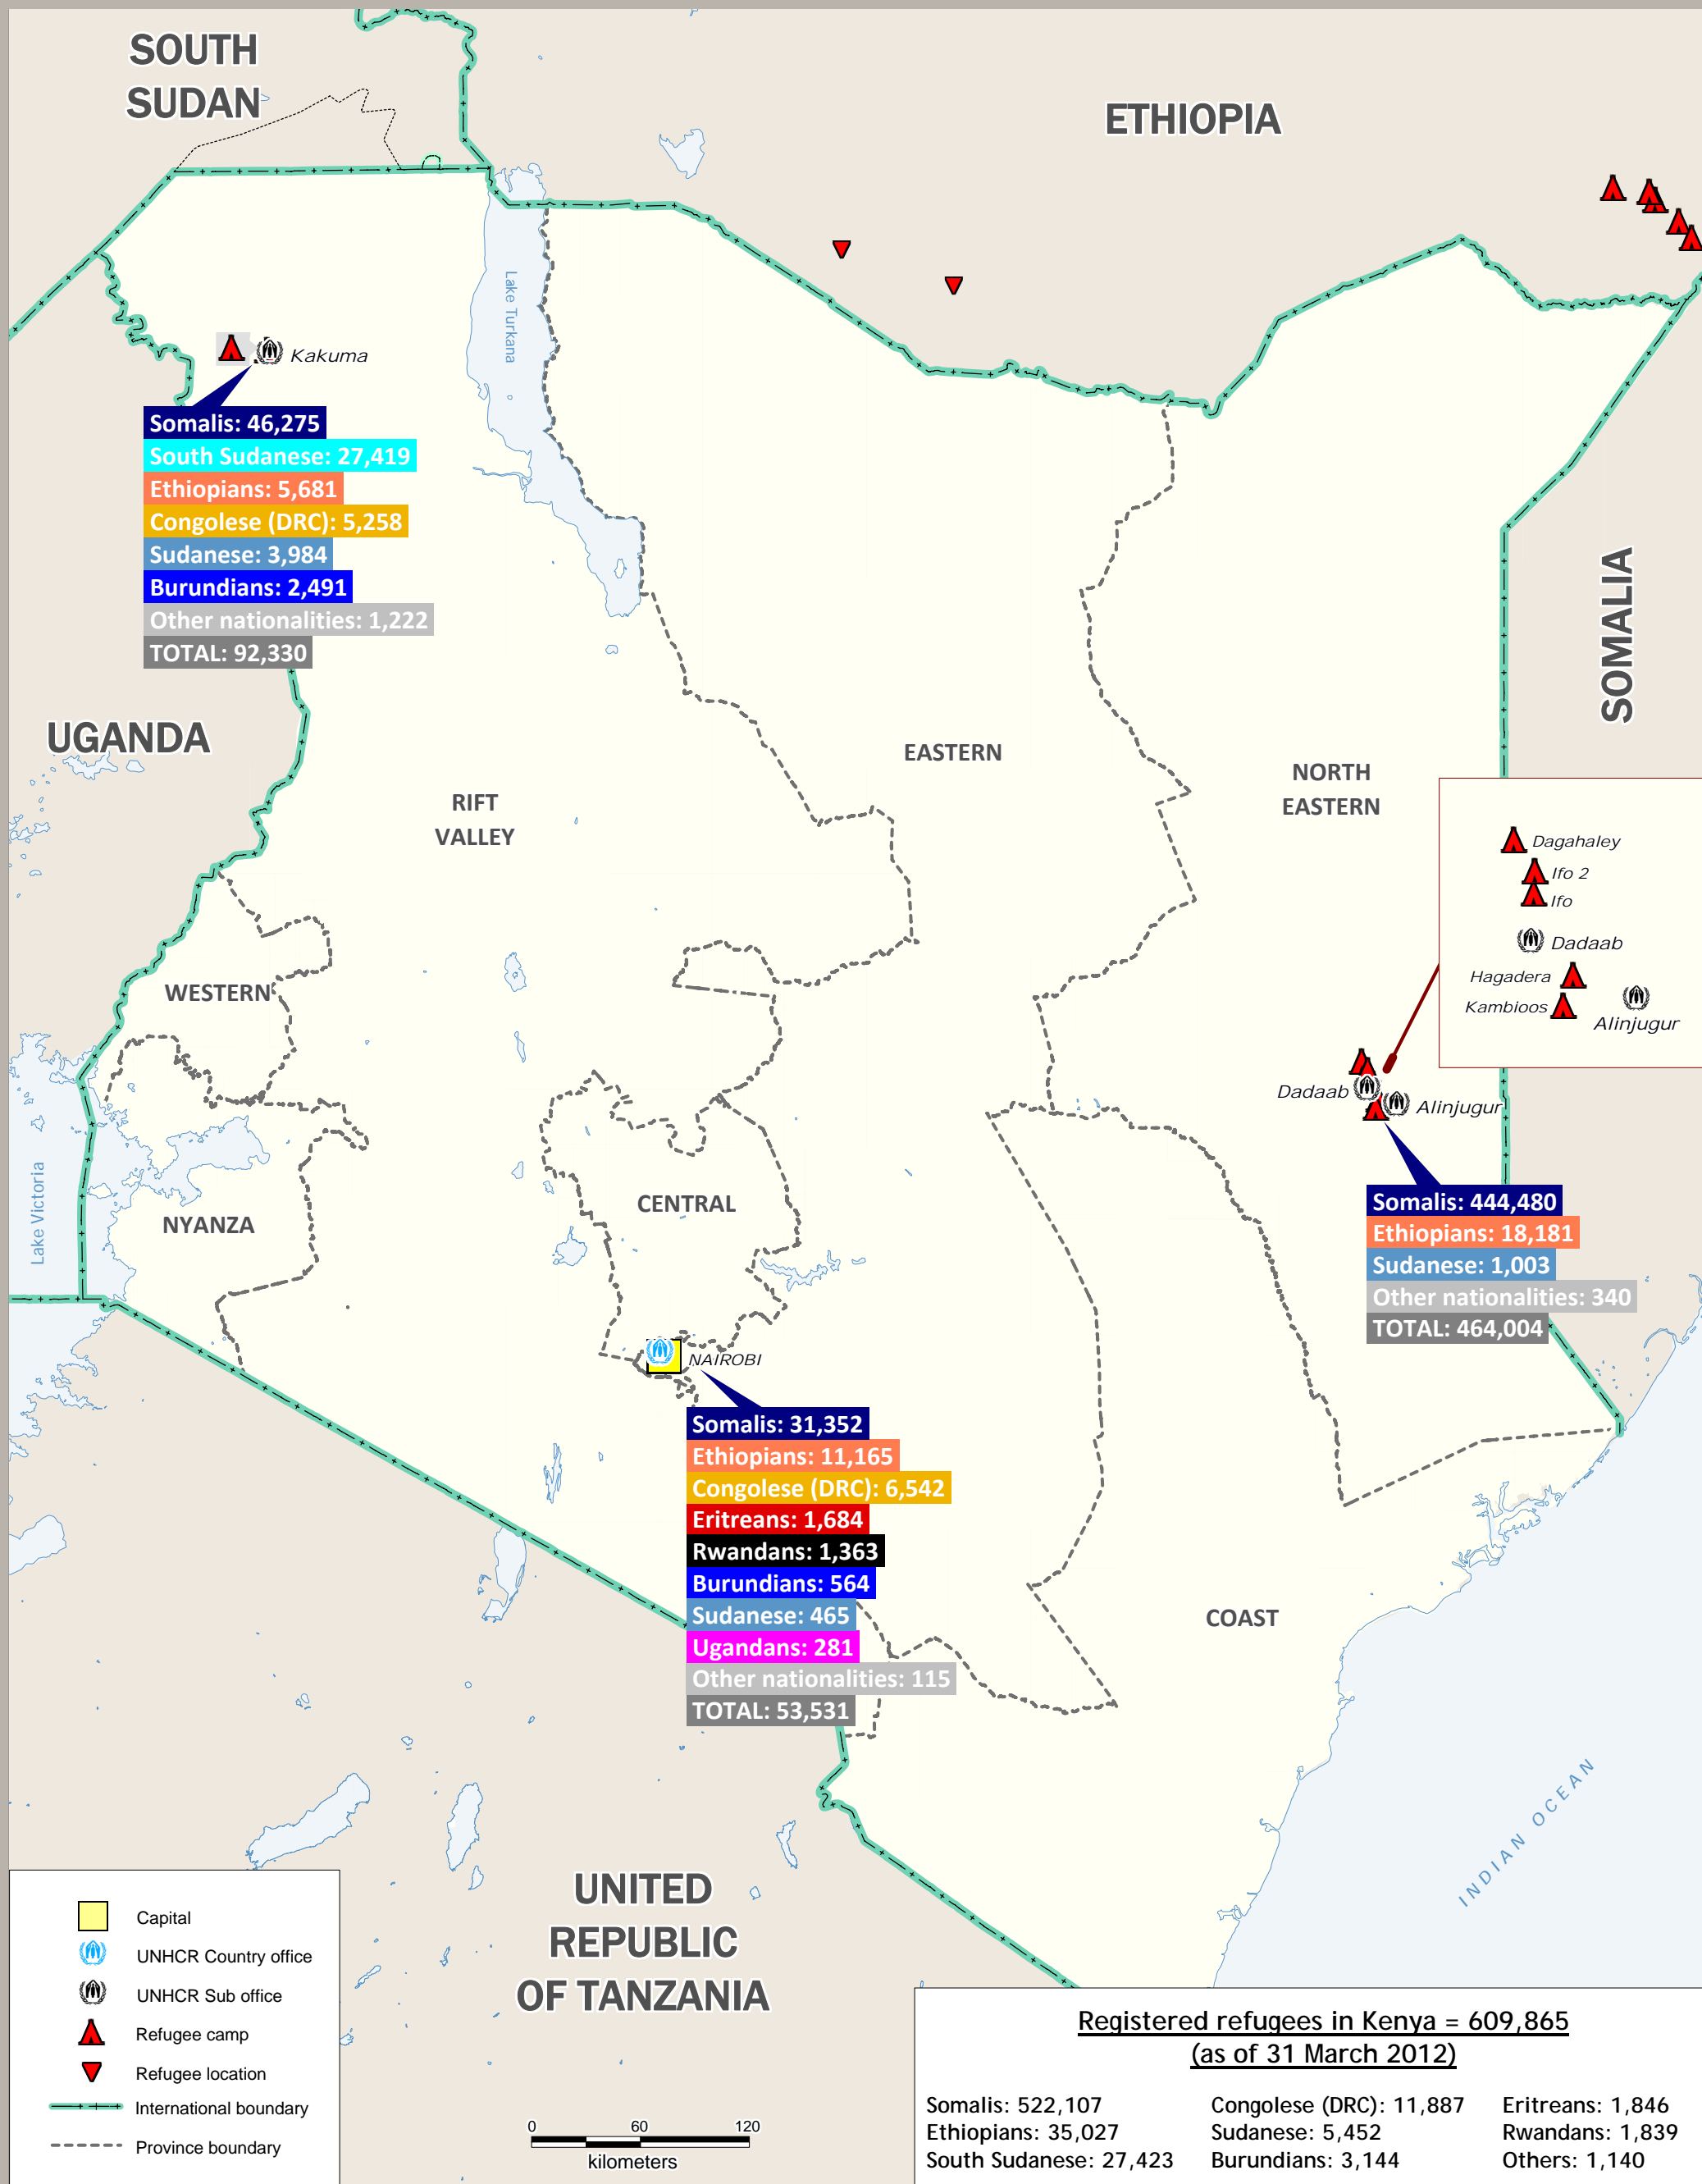 SOUTH
SUDAN
ETHIOPIA
Lake Turkana
Kakuma
Somalis: 46,275
South Sudanese: 27,419
Ethiopians: 5,681
Congolese (DRC): 5,258
Sudanese: 3,984
Burundians: 2,491
Other nationalities: 1,222
TOTAL: 92,330
SOMALIA
UGANDA
EASTERN
NORTH
EASTERN
RIFT
VALLEY
Dagahaley
Ifo 2
Ifo
Dadaab
Hagadera
Kambioos
Alinjugur
WESTERN
Dadaab
Alinjugur
Lake Victoria
NYANZA
CENTRAL
Somalis: 444,480
Ethiopians: 18,181
Sudanese: 1,003
Other nationalities: 340
TOTAL: 464,004
NAIROBI
Somalis: 31,352
Ethiopians: 11,165
Congolese (DRC): 6,542
Eritreans: 1,684
Rwandans: 1,363
Burundians: 564
Sudanese: 465
Ugandans: 281
Other nationalities: 115
TOTAL: 53,531
COAST
INDIAN OCEAN
UNITED
REPUBLIC
OF TANZANIA
Capital
UNHCR Country office
UNHCR Sub office
Refugee camp
Refugee location
International boundary
Province boundary
0 60 120
kilometers
Registered refugees in Kenya = 609,865
(as of 31 March 2012)
Somalis: 522,107 Congolese (DRC): 11,887 Eritreans: 1,846
Ethiopians: 35,027 Sudanese: 5,452 Rwandans: 1,839
South Sudanese: 27,423 Burundians: 3,144 Others: 1,140